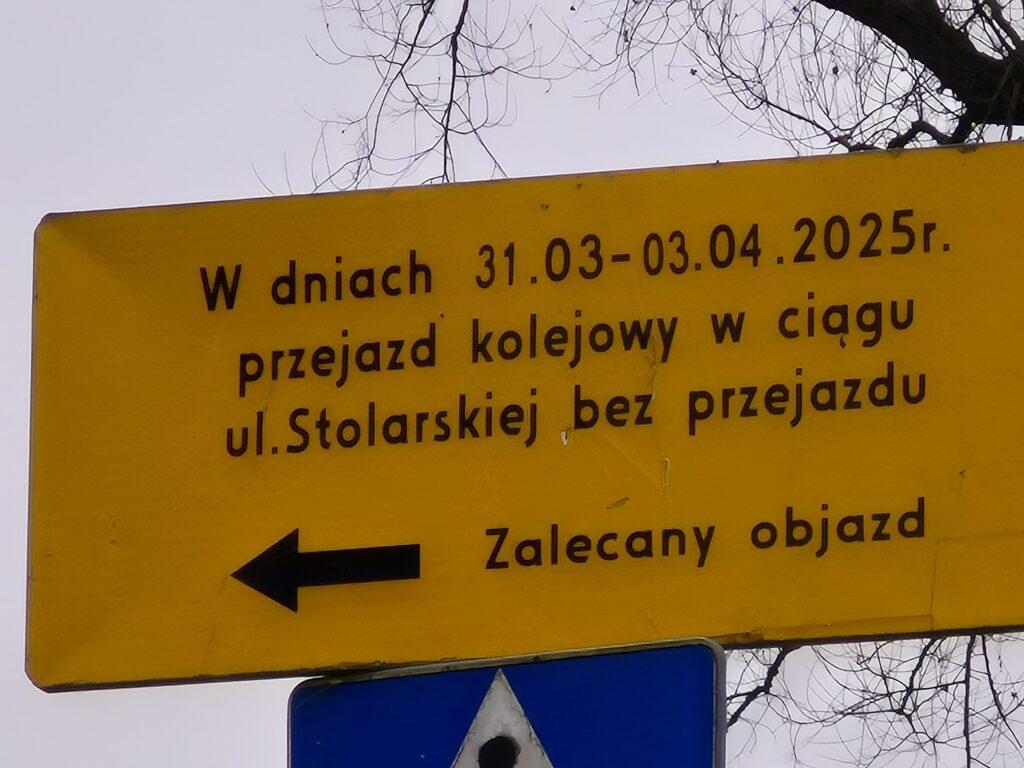 W dniach 31.03-03.04.2025r.
przejazd kolejowy w ciągu
ul.Stolarskiej bez przejazdu
Zalecany objazd